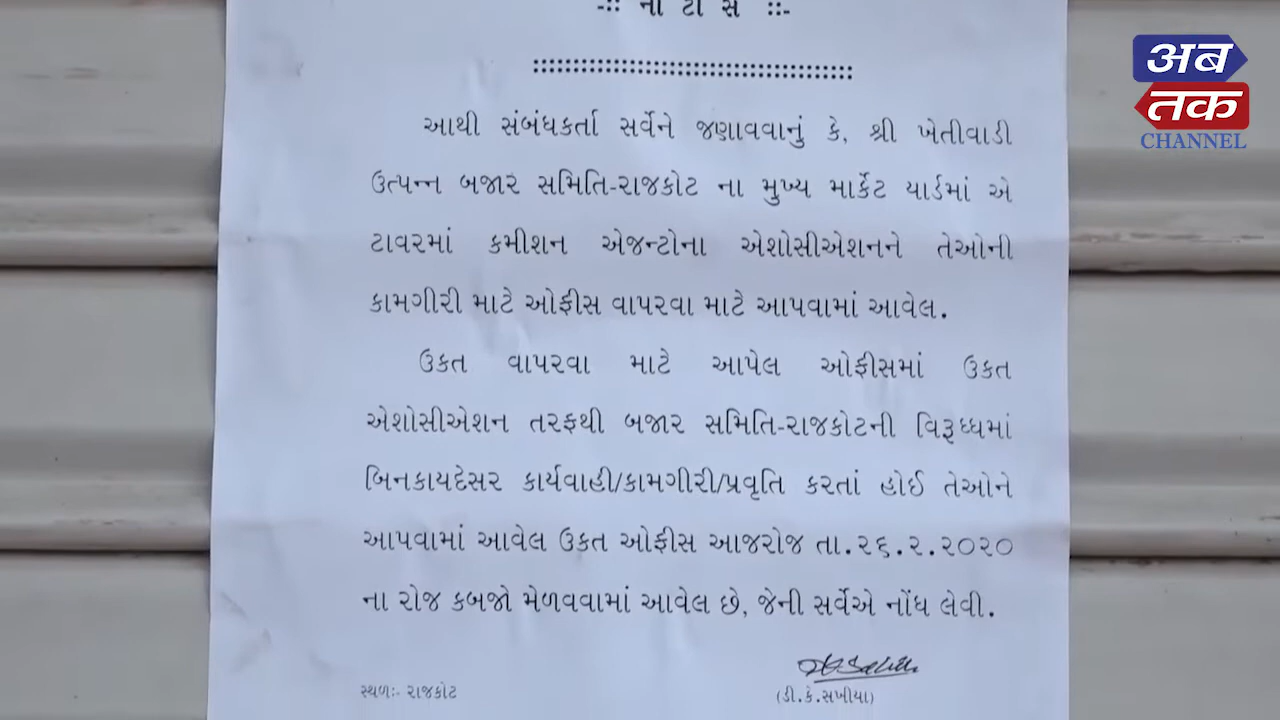 -:: નો ટી સ ::-
આથી સંબંધકર્તા સર્વેને જણાવવાનું કે, શ્રી ખેતીવાડી
ઉત્પન્ન બજાર સમિતિ-રાજકોટ ના મુખ્ય માર્કેટ યાર્ડમાં એ
ટાવરમાં કમીશન એજન્ટોના એશોસીએશનને તેઓની
કામગીરી માટે ઓફીસ વાપરવા માટે આપવામાં આવેલ.
ઉકત વાપરવા માટે આપેલ ઓફીસમાં ઉકત
એશોસીએશન તરફથી બજાર સમિતિ-રાજકોટની વિરૂધ્ધમાં
બિનકાયદેસર કાર્યવાહી/કામગીરી/પ્રવૃતિ કરતાં હોઈ તેઓને
આપવામાં આવેલ ઉકત ઓફીસ આજરોજ તા.૨૬.૨.૨૦૨૦
ના રોજ કબજો મેળવવામાં આવેલ છે, જેની સર્વેએ નોંધ લેવી.
સ્થળઃ- રાજકોટ
(ડી.કે.સખીયા)
अब
तक
CHANNEL